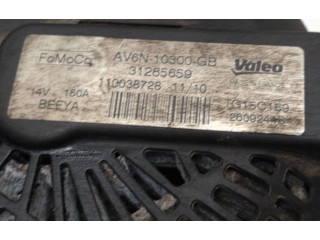 FoMoCo AV6N-10300-GB Valeo
31285659
110038728 11/10
14V 150A TG15C159
BEEYA